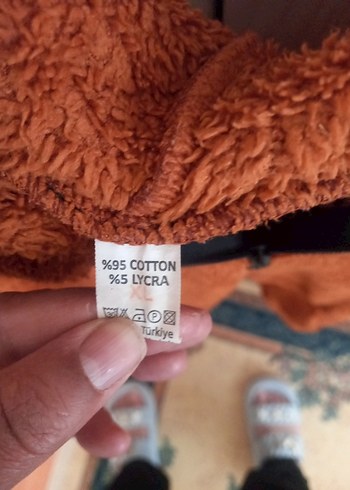 %95 COTTON
%5 LYCRA
XL
Türkiye